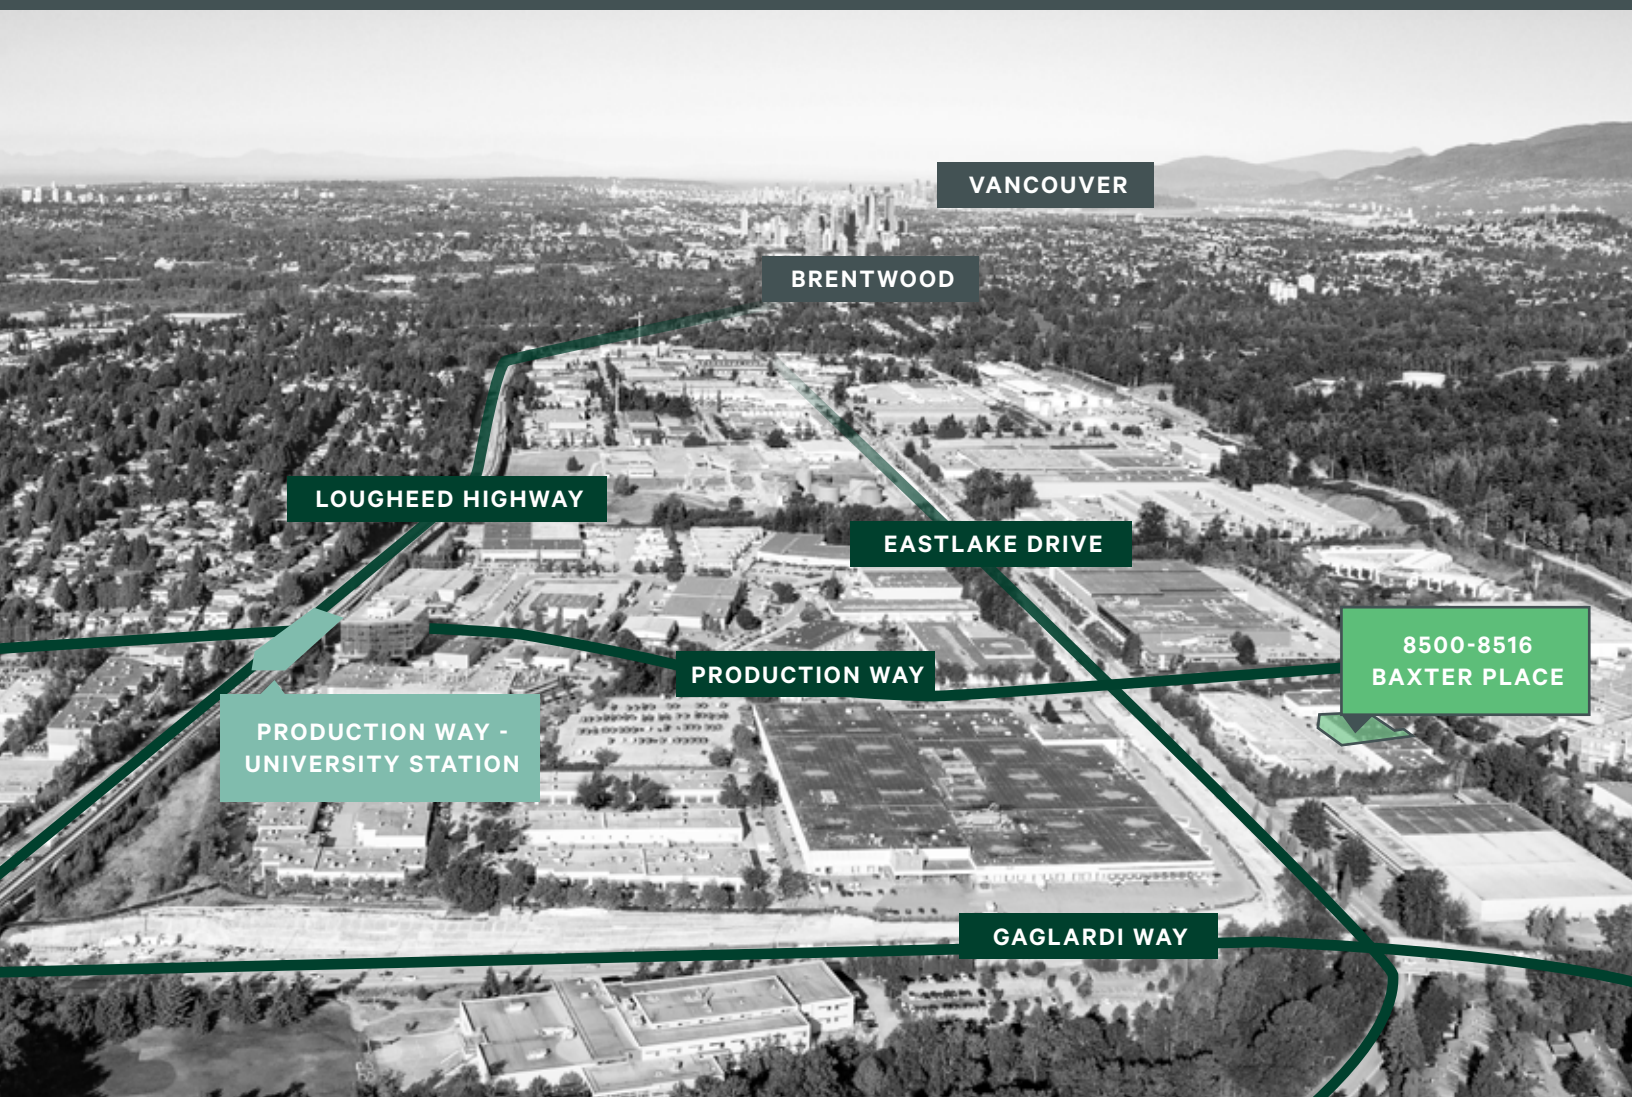 VANCOUVER
BRENTWOOD
LOUGHEED HIGHWAY
EASTLAKE DRIVE
8500-8516
BAXTER PLACE
PRODUCTION WAY
PRODUCTION WAY -
UNIVERSITY STATION
GAGLARDI WAY